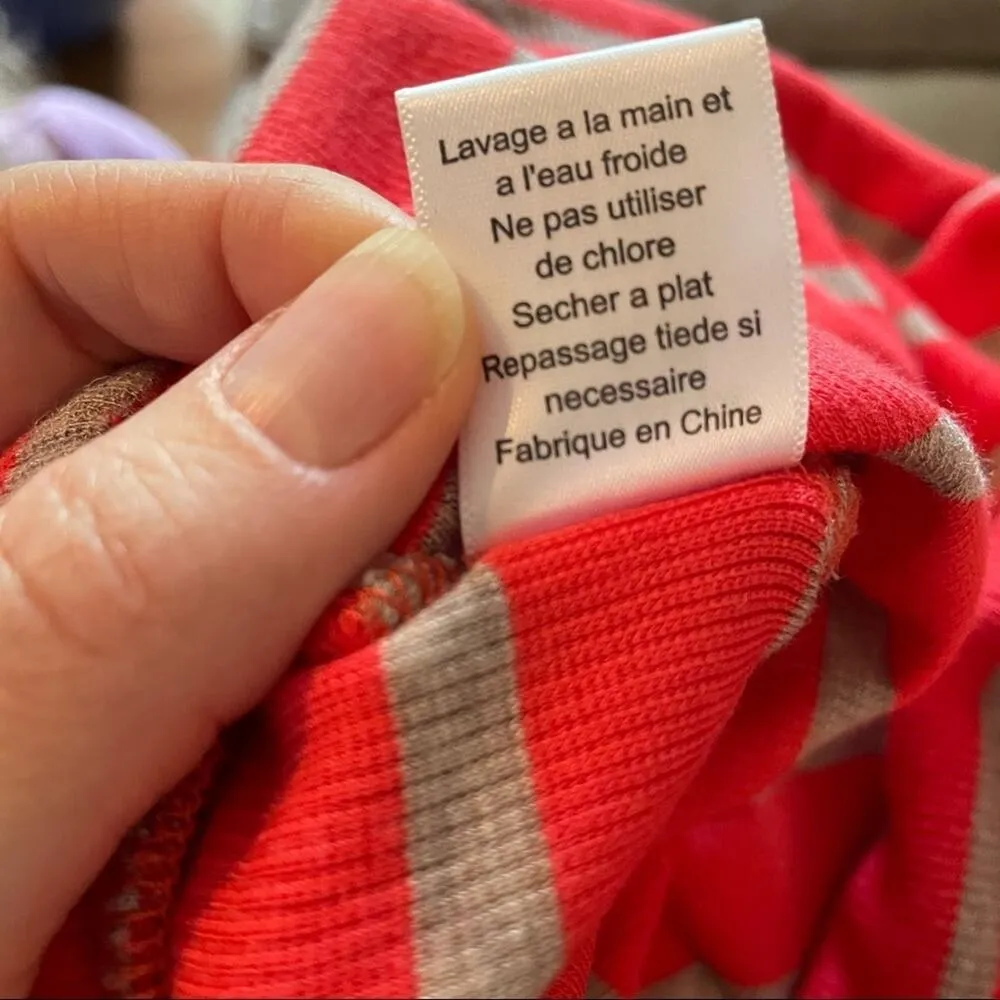 Lavage a la main et
a l'eau froide
Ne pas utiliser
de chlore
Secher a plat
Repassage tiede si
necessaire
Fabrique en Chine